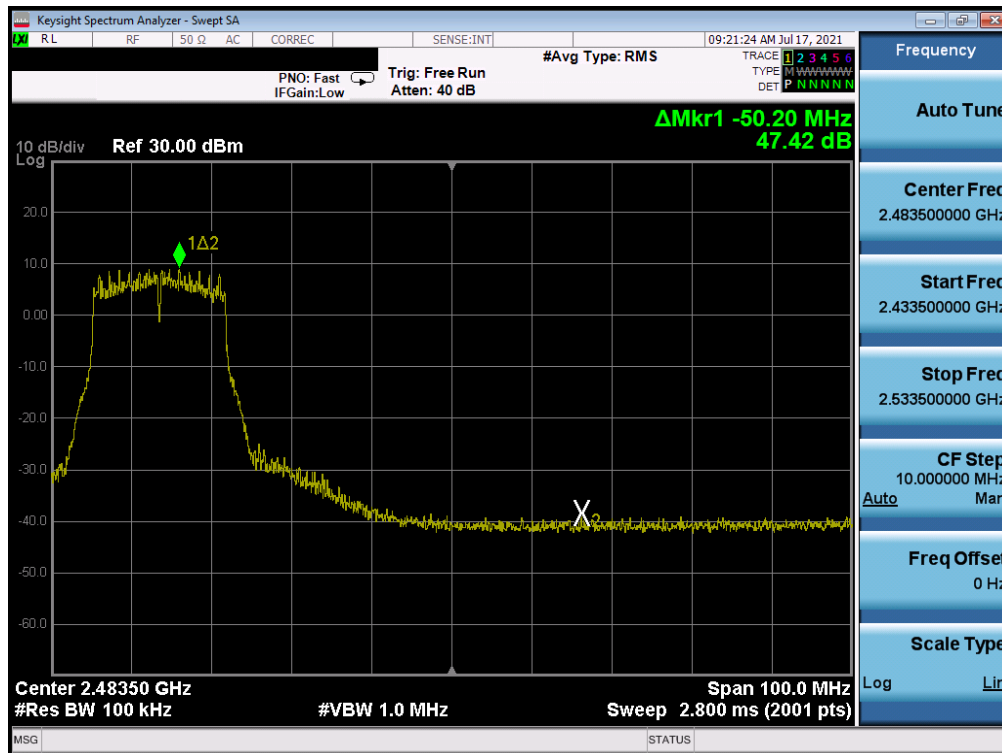 Keysight Spectrum Analyzer - Swept SA
LXI RL RF 50 Ω AC CORREC SENSE:INT 09:21:24 AM Jul 17, 2021
PNO: Fast
IFGain:Low
Trig: Free Run
Atten: 40 dB
#Avg Type: RMS
TRACE 1 2 3 4 5 6
TYPE M WWWWW
DET P N N N N N
ΔMkr1 -50.20 MHz
47.42 dB
10 dB/div Ref 30.00 dBm
Log
20.0
10.0
0.00
-10.0
-20.0
-30.0
-40.0
-50.0
-60.0
1Δ2
X2
Center 2.48350 GHz Span 100.0 MHz
#Res BW 100 kHz #VBW 1.0 MHz Sweep 2.800 ms (2001 pts)
MSG STATUS
Frequency
Auto Tune
Center Freq
2.483500000 GHz
Start Freq
2.433500000 GHz
Stop Freq
2.533500000 GHz
CF Step
10.000000 MHz
Auto Man
Freq Offset
0 Hz
Scale Type
Log Lin